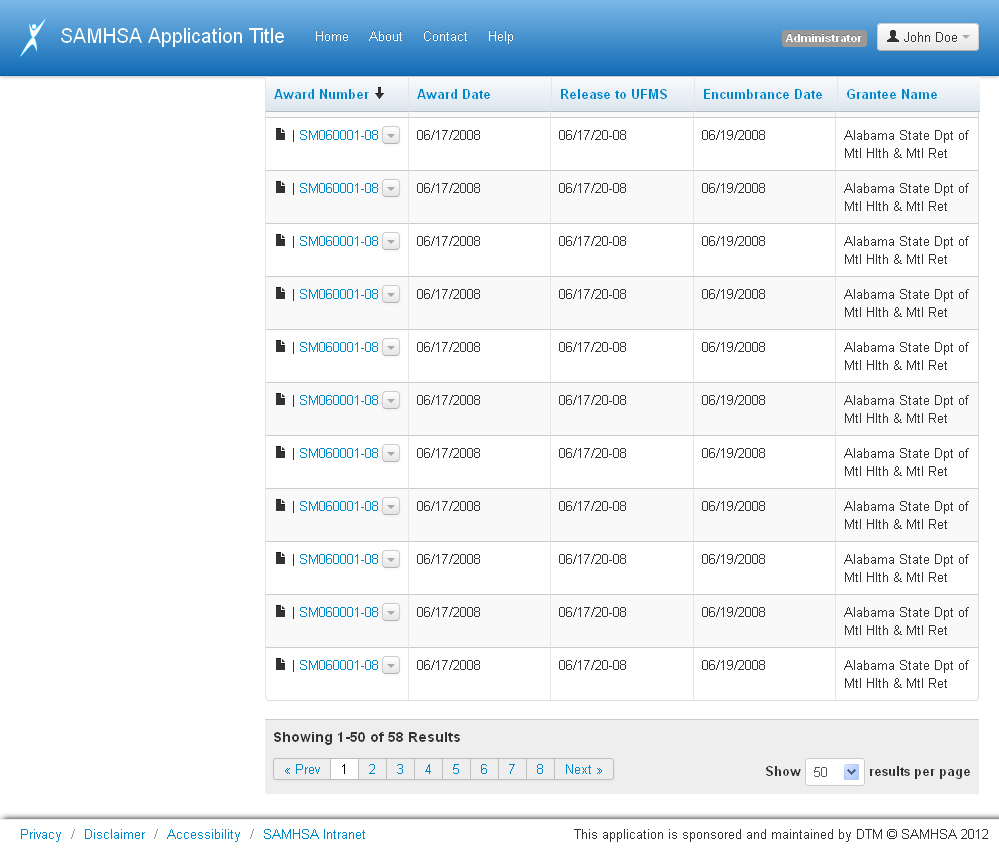 SAMHSA Application Title Home About Contact Help Administrator John Doe
Award Number Award Date Release to UFMS Encumbrance Date Grantee Name
| SM060001-08 06/17/2008 06/17/20-08 06/19/2008 Alabama State Dpt of
Mtl Hlth & Mtl Ret
| SM060001-08 06/17/2008 06/17/20-08 06/19/2008 Alabama State Dpt of
Mtl Hlth & Mtl Ret
| SM060001-08 06/17/2008 06/17/20-08 06/19/2008 Alabama State Dpt of
Mtl Hlth & Mtl Ret
| SM060001-08 06/17/2008 06/17/20-08 06/19/2008 Alabama State Dpt of
Mtl Hlth & Mtl Ret
| SM060001-08 06/17/2008 06/17/20-08 06/19/2008 Alabama State Dpt of
Mtl Hlth & Mtl Ret
| SM060001-08 06/17/2008 06/17/20-08 06/19/2008 Alabama State Dpt of
Mtl Hlth & Mtl Ret
| SM060001-08 06/17/2008 06/17/20-08 06/19/2008 Alabama State Dpt of
Mtl Hlth & Mtl Ret
| SM060001-08 06/17/2008 06/17/20-08 06/19/2008 Alabama State Dpt of
Mtl Hlth & Mtl Ret
| SM060001-08 06/17/2008 06/17/20-08 06/19/2008 Alabama State Dpt of
Mtl Hlth & Mtl Ret
| SM060001-08 06/17/2008 06/17/20-08 06/19/2008 Alabama State Dpt of
Mtl Hlth & Mtl Ret
| SM060001-08 06/17/2008 06/17/20-08 06/19/2008 Alabama State Dpt of
Mtl Hlth & Mtl Ret
Showing 1-50 of 58 Results
« Prev 1 2 3 4 5 6 7 8 Next » Show 50 results per page
Privacy / Disclaimer / Accessibility / SAMHSA Intranet This application is sponsored and maintained by DTM © SAMHSA 2012